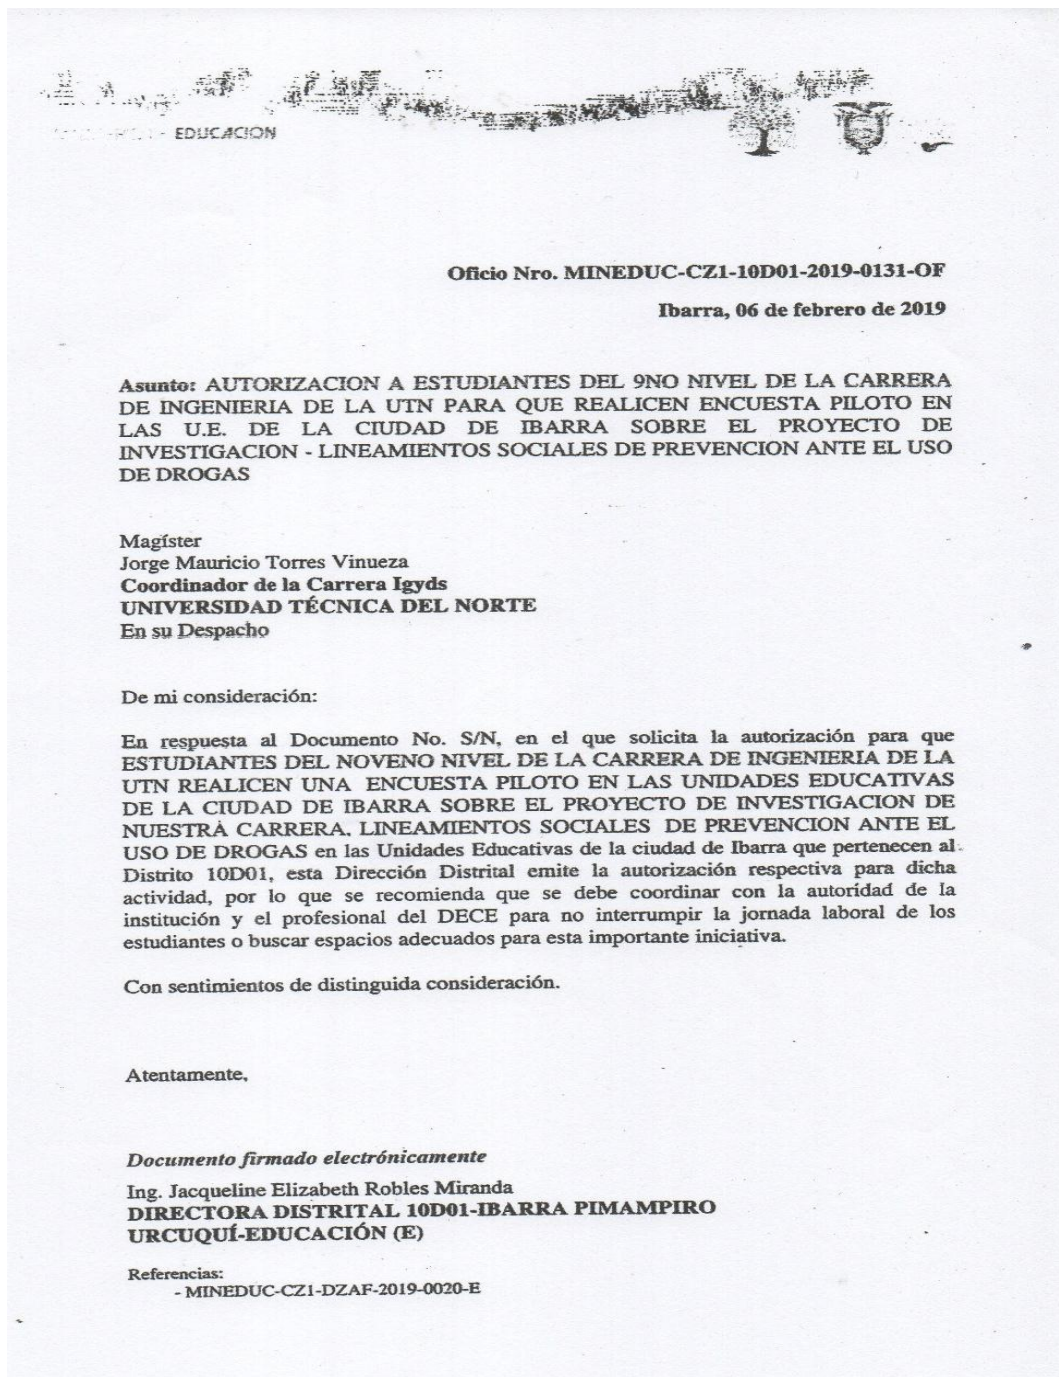 EDUCACION
Oficio Nro. MINEDUC-CZ1-10D01-2019-0131-OF
Ibarra, 06 de febrero de 2019
Asunto: AUTORIZACION A ESTUDIANTES DEL 9NO NIVEL DE LA CARRERA
DE INGENIERIA DE LA UTN PARA QUE REALICEN ENCUESTA PILOTO EN
LAS U.E. DE LA CIUDAD DE IBARRA SOBRE EL PROYECTO DE
INVESTIGACION - LINEAMIENTOS SOCIALES DE PREVENCION ANTE EL USO
DE DROGAS
Magíster
Jorge Mauricio Torres Vinueza
Coordinador de la Carrera Igyds
UNIVERSIDAD TÉCNICA DEL NORTE
En su Despacho
De mi consideración:
En respuesta al Documento No. S/N, en el que solicita la autorización para que
ESTUDIANTES DEL NOVENO NIVEL DE LA CARRERA DE INGENIERIA DE LA
UTN REALICEN UNA ENCUESTA PILOTO EN LAS UNIDADES EDUCATIVAS
DE LA CIUDAD DE IBARRA SOBRE EL PROYECTO DE INVESTIGACION DE
NUESTRA CARRERA. LINEAMIENTOS SOCIALES DE PREVENCION ANTE EL
USO DE DROGAS en las Unidades Educativas de la ciudad de Ibarra que pertenecen al
Distrito 10D01, esta Dirección Distrital emite la autorización respectiva para dicha
actividad, por lo que se recomienda que se debe coordinar con la autoridad de la
institución y el profesional del DECE para no interrumpir la jornada laboral de los
estudiantes o buscar espacios adecuados para esta importante iniciativa.
Con sentimientos de distinguida consideración.
Atentamente,
Documento firmado electrónicamente
Ing. Jacqueline Elizabeth Robles Miranda
DIRECTORA DISTRITAL 10D01-IBARRA PIMAMPIRO
URCUQUÍ-EDUCACIÓN (E)
Referencias:
- MINEDUC-CZ1-DZAF-2019-0020-E